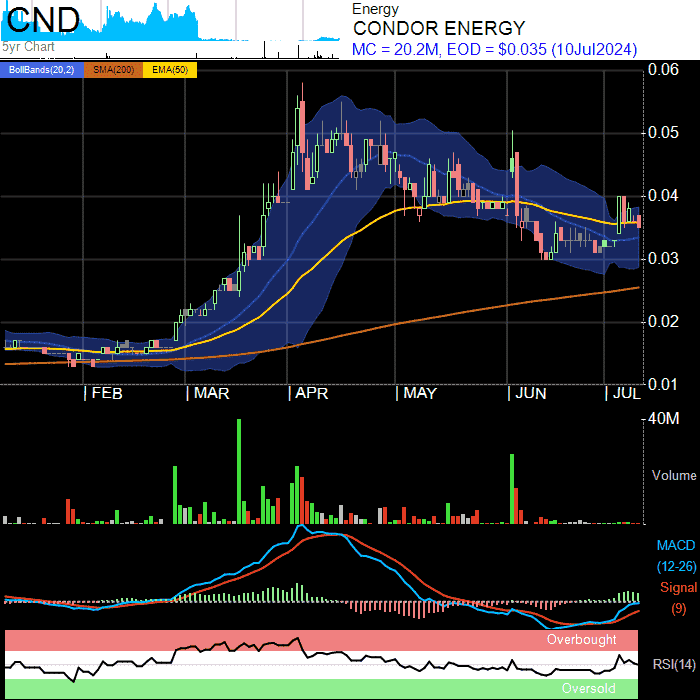 CND
5yr Chart
Energy
CONDOR ENERGY
MC = 20.2M, EOD = $0.035 (10Jul2024)
BollBands(20,2) SMA(200) EMA(50)
0.06
0.05
0.04
0.03
0.02
0.01
FEB MAR APR MAY JUN JUL
40M
Volume
MACD
(12-26)
Signal
(9)
Overbought
RSI(14)
Oversold